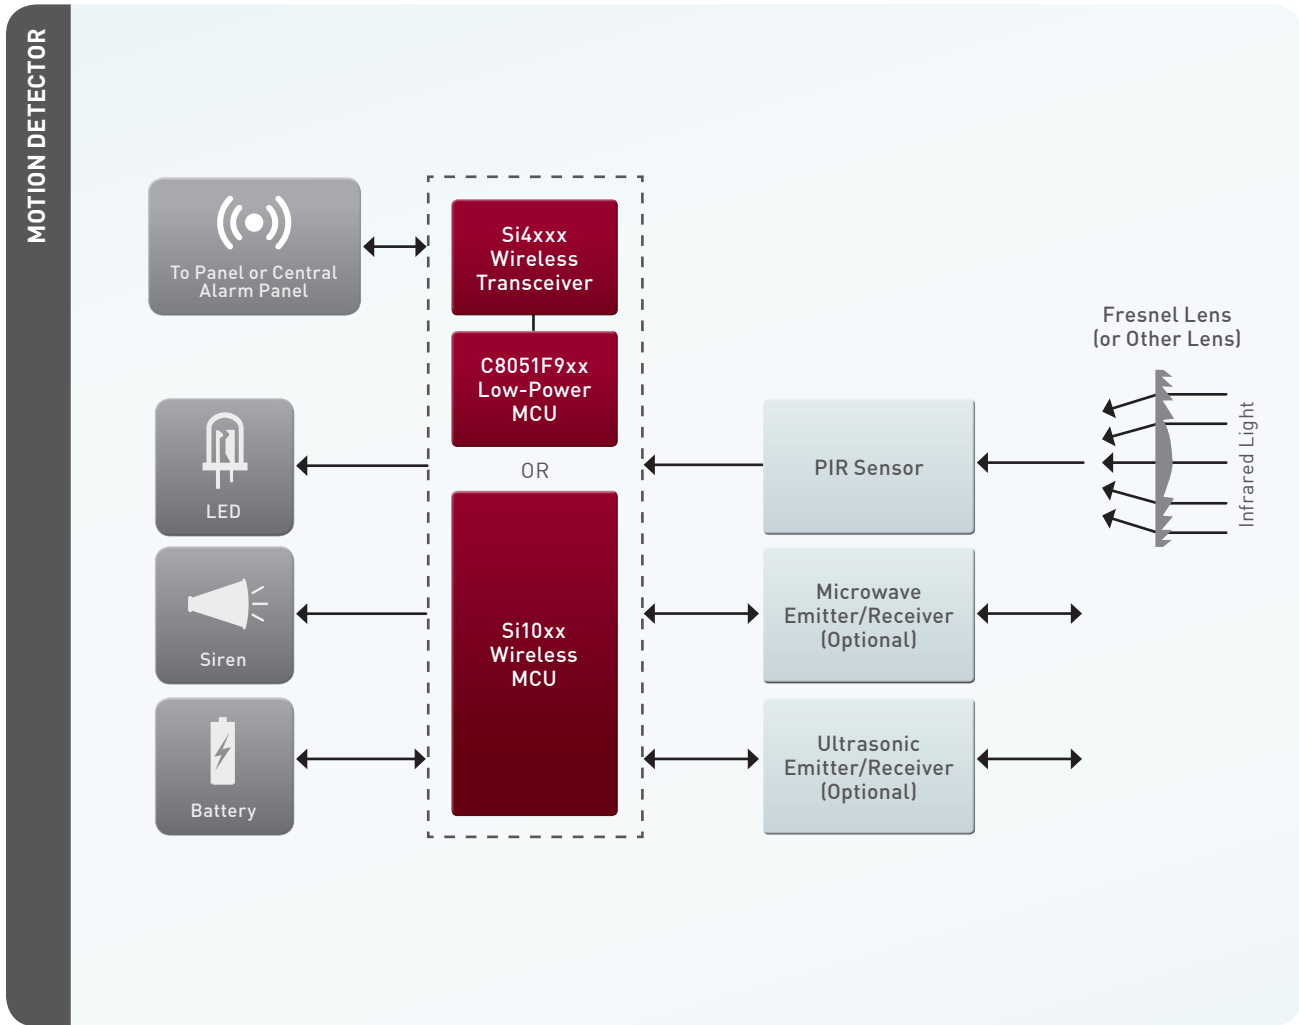 MOTION DETECTOR
To Panel or Central
Alarm Panel
Si4xxx
Wireless
Transceiver
C8051F9xx
Low-Power
MCU
OR
Si10xx
Wireless
MCU
LED
Siren
Battery
PIR Sensor
Microwave
Emitter/Receiver
(Optional)
Ultrasonic
Emitter/Receiver
(Optional)
Fresnel Lens
(or Other Lens)
Infrared Light